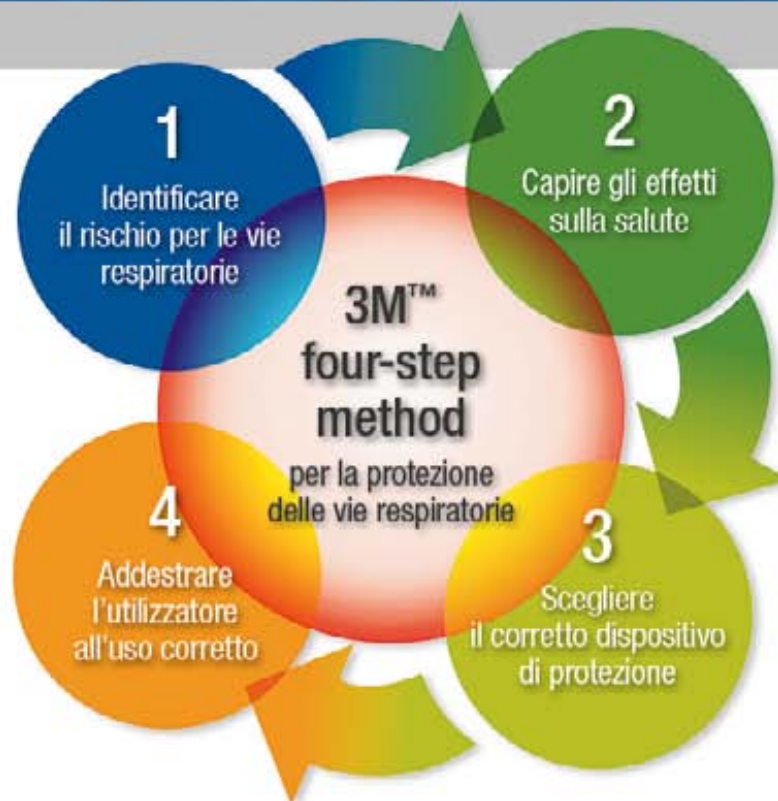 1
Identificare
il rischio per le vie
respiratorie
2
Capire gli effetti
sulla salute
3M™
four-step
method
per la protezione
delle vie respiratorie
3
Scegliere
il corretto dispositivo
di protezione
4
Addestrare
l'utilizzatore
all'uso corretto